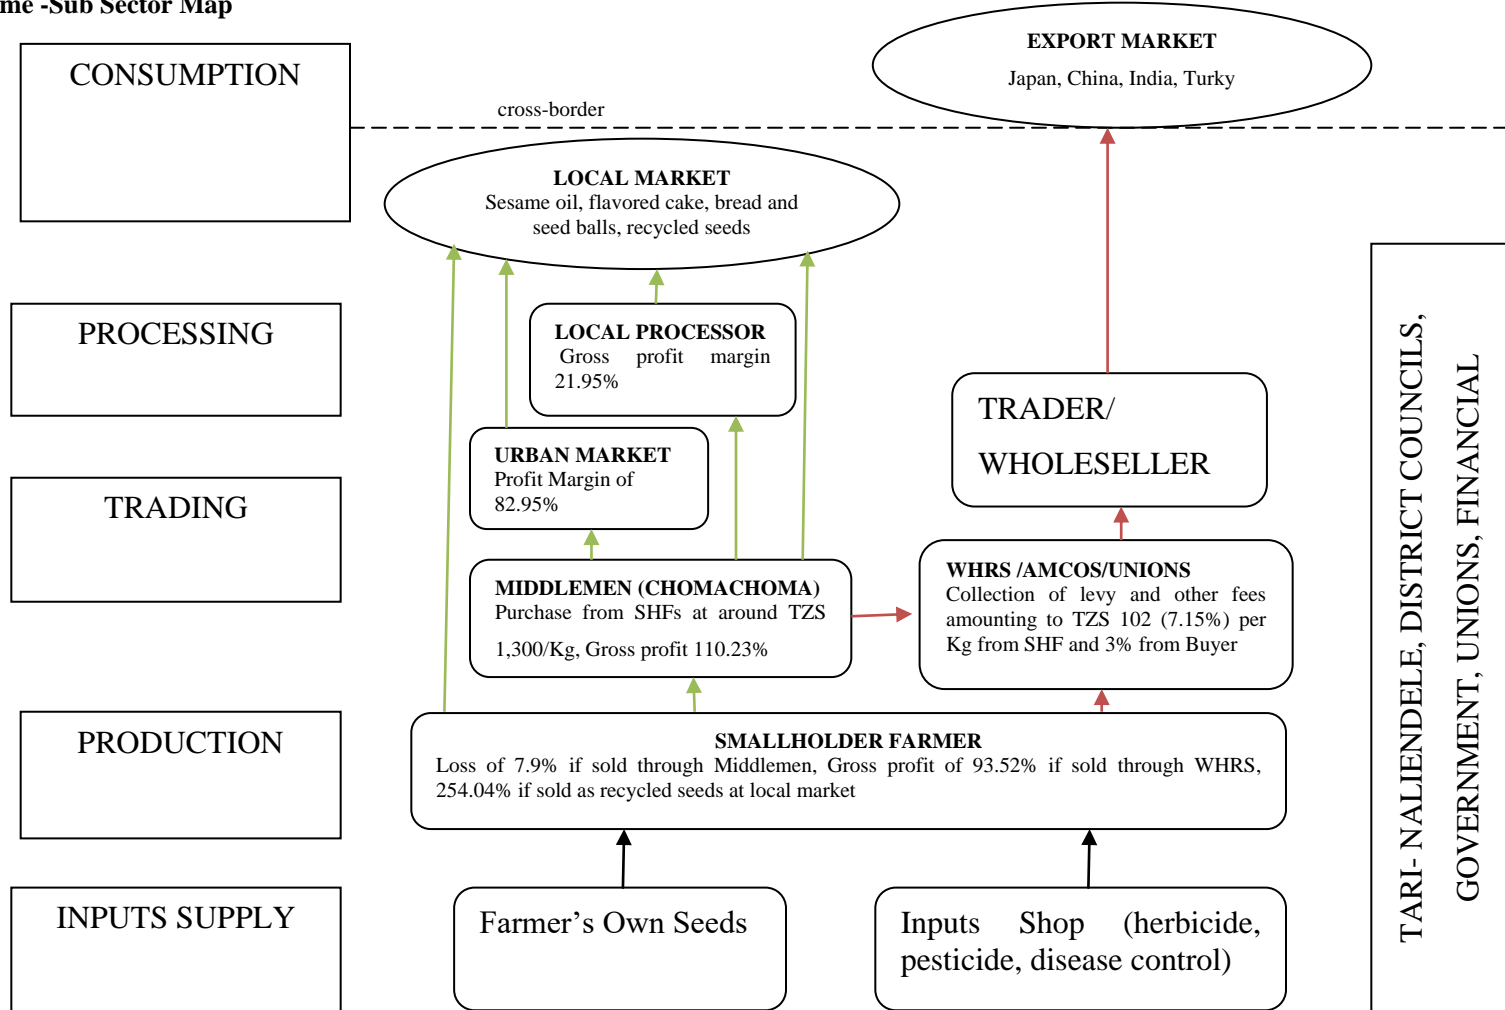 me -Sub Sector Map
CONSUMPTION
EXPORT MARKET
Japan, China, India, Turky
cross-border
LOCAL MARKET
Sesame oil, flavored cake, bread and
seed balls, recycled seeds
PROCESSING
LOCAL PROCESSOR
Gross profit margin
21.95%
TRADER/
WHOLESELLER
URBAN MARKET
Profit Margin of
82.95%
TRADING
MIDDLEMEN (CHOMACHOMA)
Purchase from SHFs at around TZS
1,300/Kg, Gross profit 110.23%
WHRS /AMCOS/UNIONS
Collection of levy and other fees
amounting to TZS 102 (7.15%) per
Kg from SHF and 3% from Buyer
PRODUCTION
SMALLHOLDER FARMER
Loss of 7.9% if sold through Middlemen, Gross profit of 93.52% if sold through WHRS,
254.04% if sold as recycled seeds at local market
INPUTS SUPPLY
Farmer’s Own Seeds
Inputs Shop (herbicide,
pesticide, disease control)
TARI- NALIENDELE, DISTRICT COUNCILS,
GOVERNMENT, UNIONS, FINANCIAL